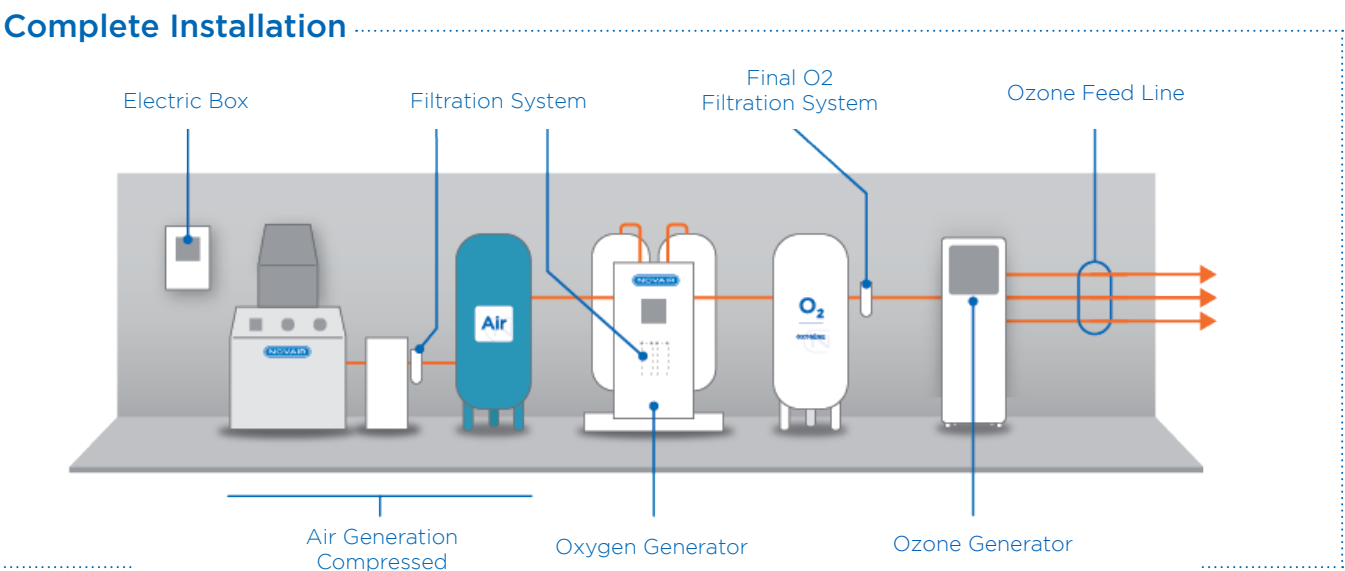 Complete Installation
Electric Box
Filtration System
Final O2
Filtration System
Ozone Feed Line
NOVAIR
Air
NOVAIR
O2
Air Generation
Compressed
Oxygen Generator
Ozone Generator